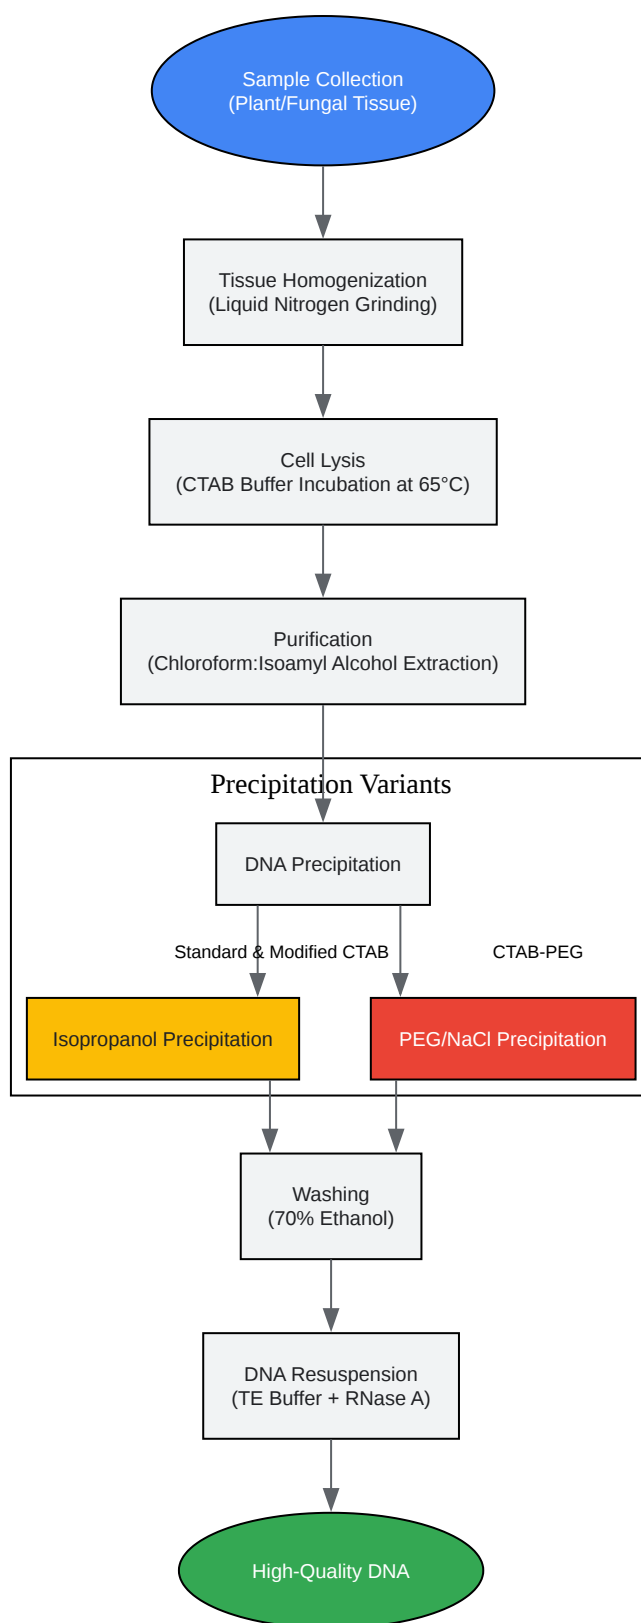 Sample Collection
(Plant/Fungal Tissue)
Tissue Homogenization
(Liquid Nitrogen Grinding)
Cell Lysis
(CTAB Buffer Incubation at 65°C)
Purification
(Chloroform:Isoamyl Alcohol Extraction)
Precipitation Variants
DNA Precipitation
Standard & Modified CTAB
CTAB-PEG
Isopropanol Precipitation
PEG/NaCl Precipitation
Washing
(70% Ethanol)
DNA Resuspension
(TE Buffer + RNase A)
High-Quality DNA